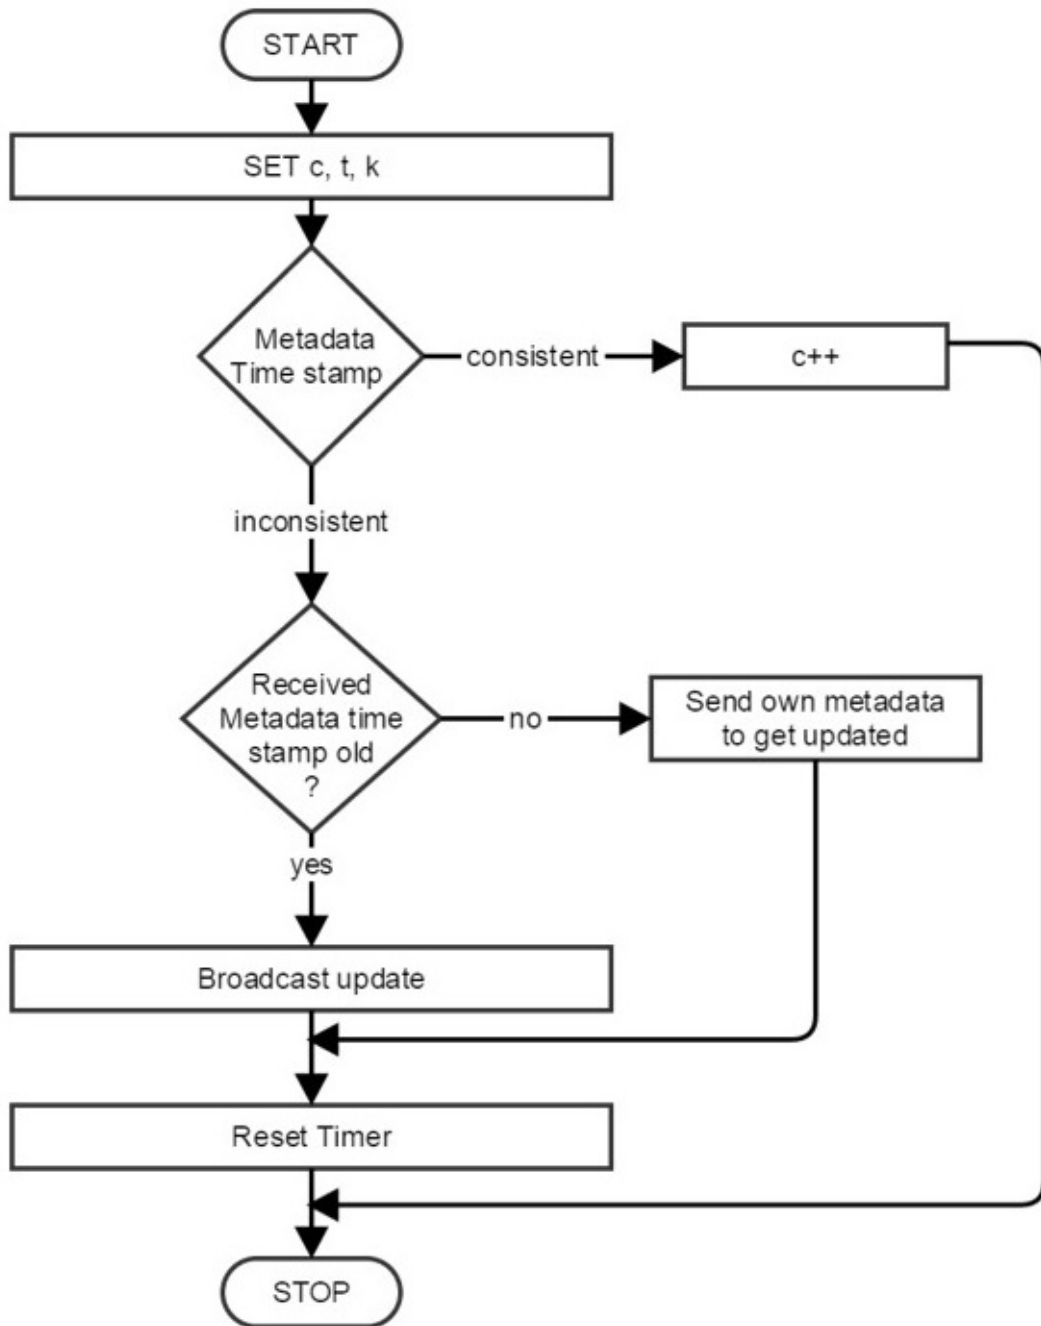 START
SET c, t, k
Metadata
Time stamp
consistent
c++
inconsistent
Received
Metadata time
stamp old
?
no
Send own metadata
to get updated
yes
Broadcast update
Reset Timer
STOP